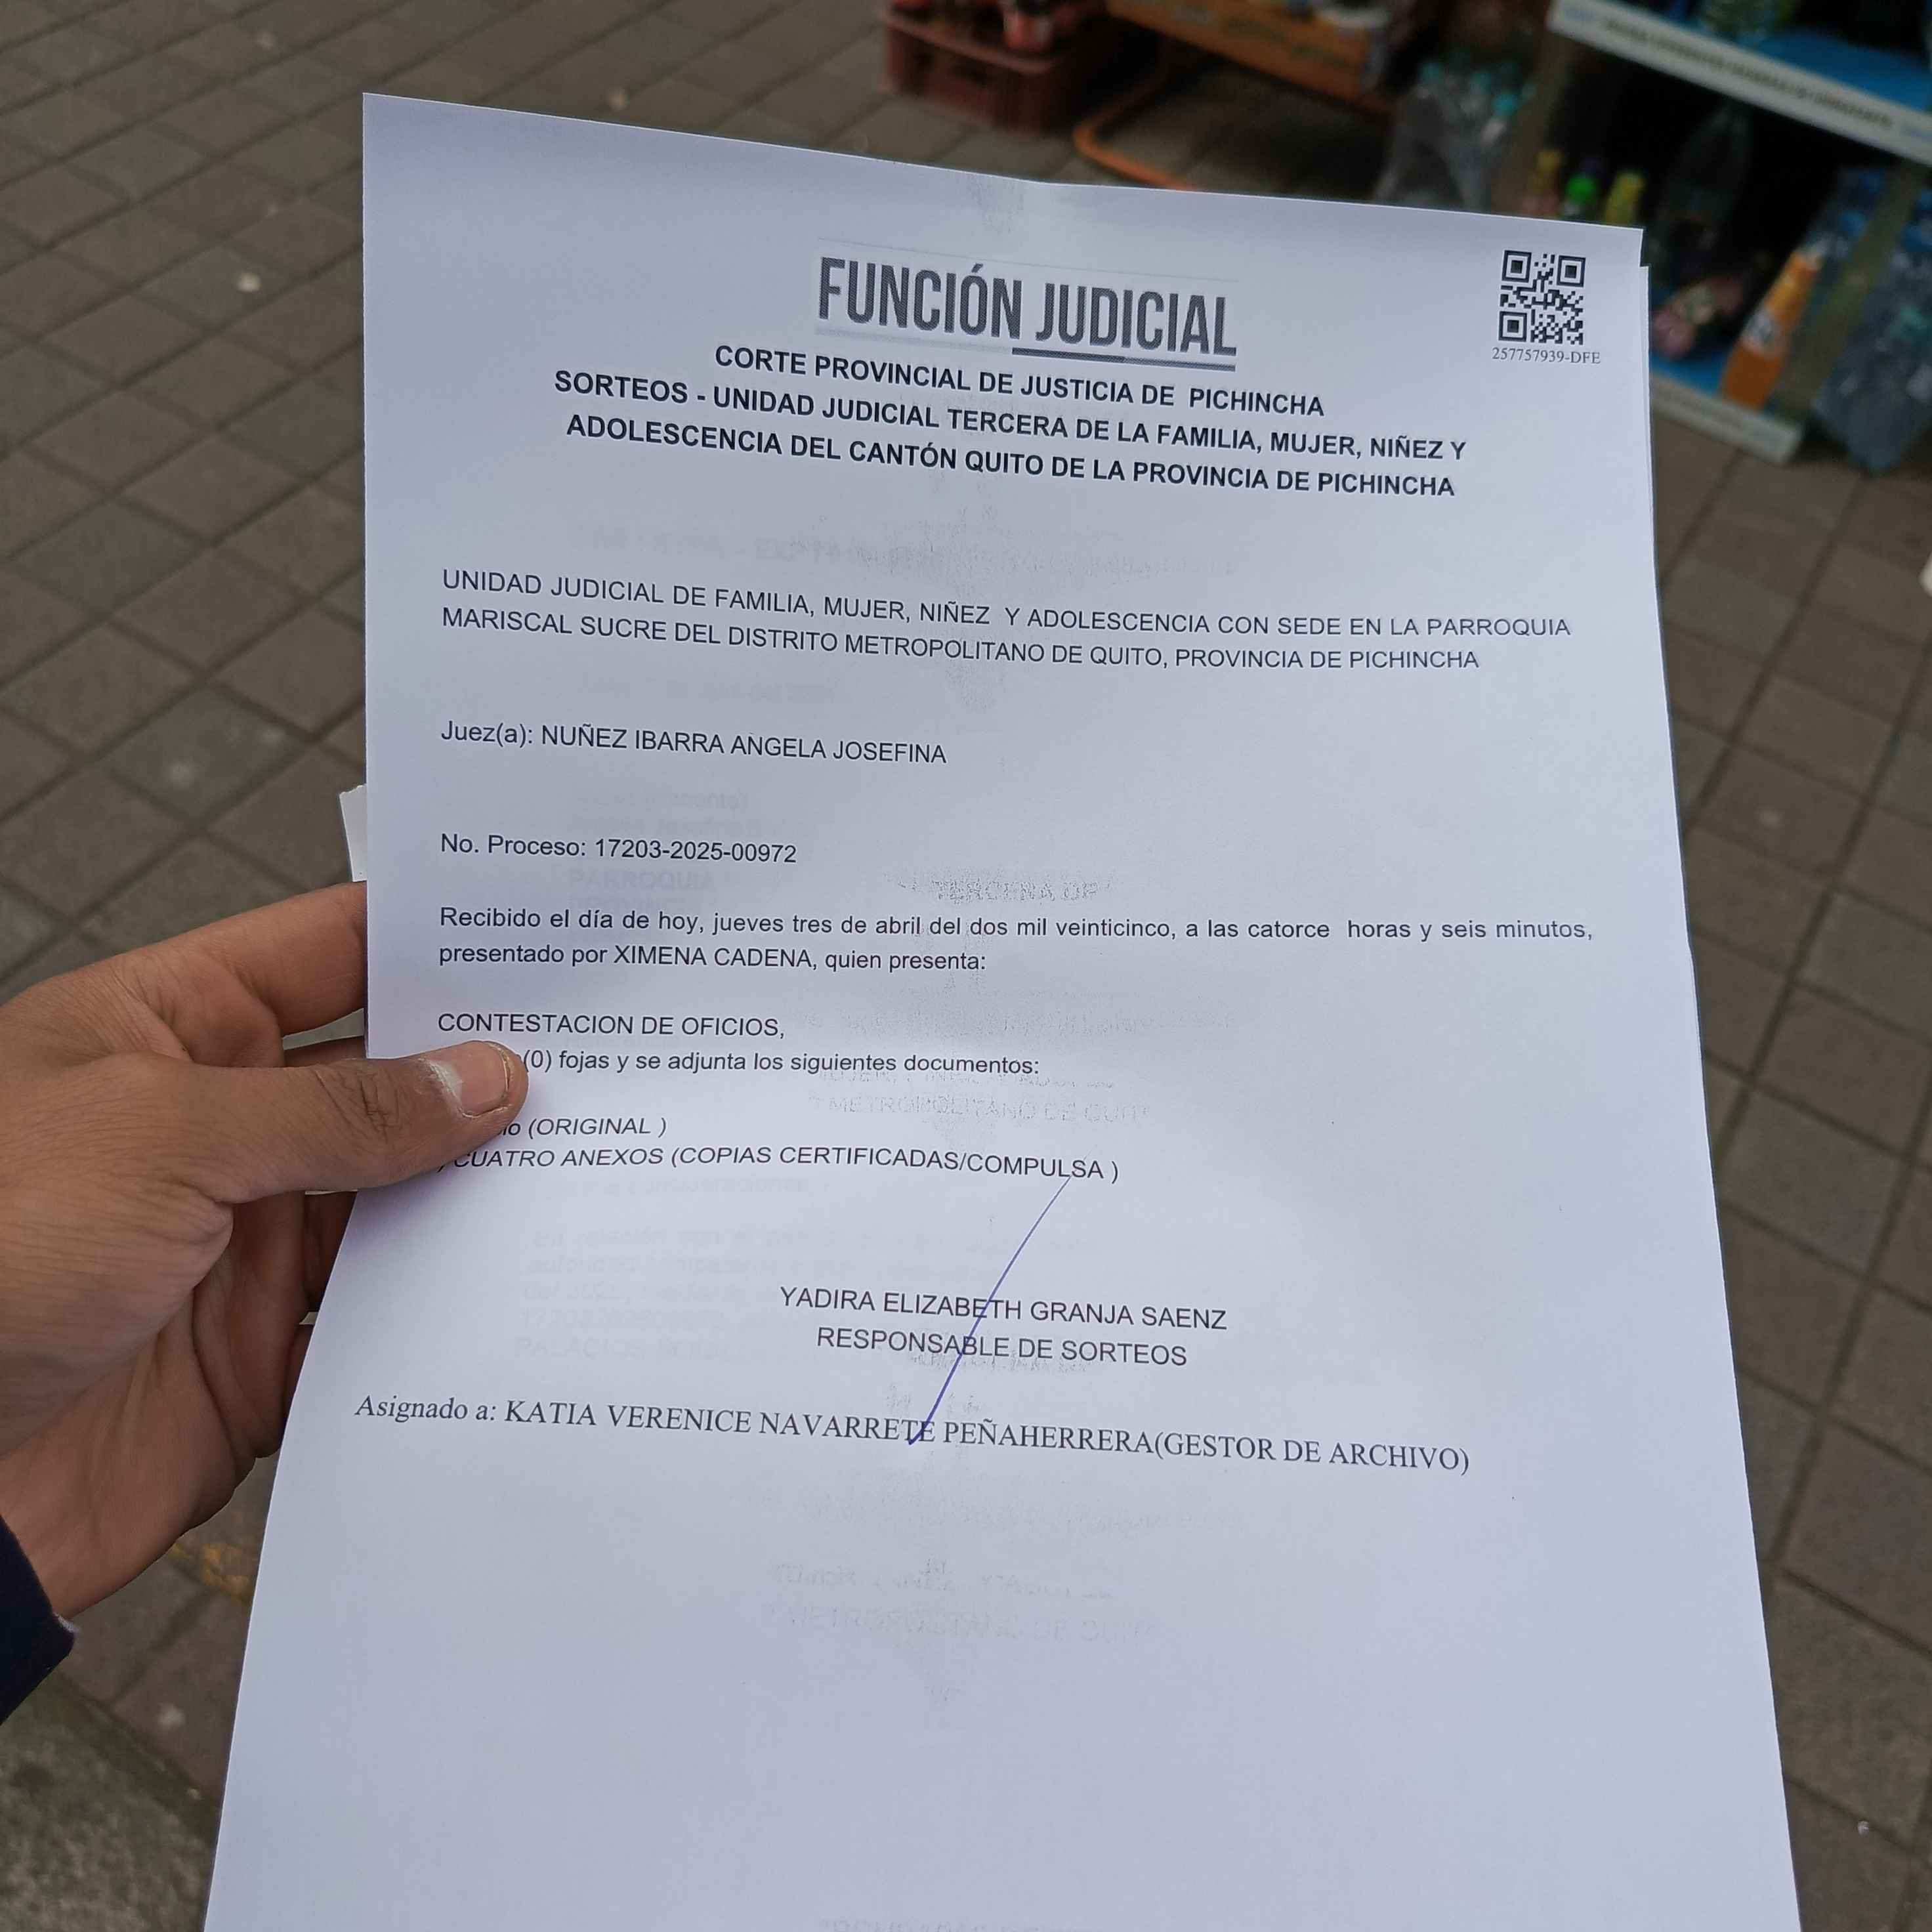 FUNCIÓN JUDICIAL
257757939-DFE
CORTE PROVINCIAL DE JUSTICIA DE PICHINCHA
SORTEOS - UNIDAD JUDICIAL TERCERA DE LA FAMILIA, MUJER, NIÑEZ Y
ADOLESCENCIA DEL CANTÓN QUITO DE LA PROVINCIA DE PICHINCHA
UNIDAD JUDICIAL DE FAMILIA, MUJER, NIÑEZ Y ADOLESCENCIA CON SEDE EN LA PARROQUIA
MARISCAL SUCRE DEL DISTRITO METROPOLITANO DE QUITO, PROVINCIA DE PICHINCHA
Juez(a): NUÑEZ IBARRA ANGELA JOSEFINA
No. Proceso: 17203-2025-00972
Recibido el día de hoy, jueves tres de abril del dos mil veinticinco, a las catorce horas y seis minutos,
presentado por XIMENA CADENA, quien presenta:
CONTESTACION DE OFICIOS,
(0) fojas y se adjunta los siguientes documentos:
(ORIGINAL )
CUATRO ANEXOS (COPIAS CERTIFICADAS/COMPULSA )
YADIRA ELIZABETH GRANJA SAENZ
RESPONSABLE DE SORTEOS
Asignado a: KATIA VERENICE NAVARRETE PEÑAHERRERA(GESTOR DE ARCHIVO)